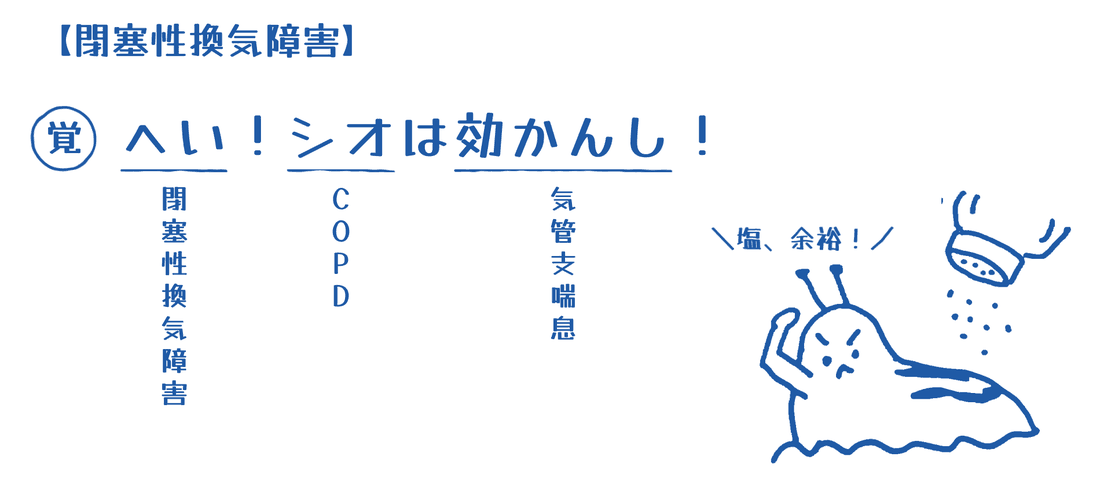 【閉塞性換気障害】
覚 へい！シオは効かんし！
閉塞性換気障害
COPD
気管支喘息
＼塩、余裕！／